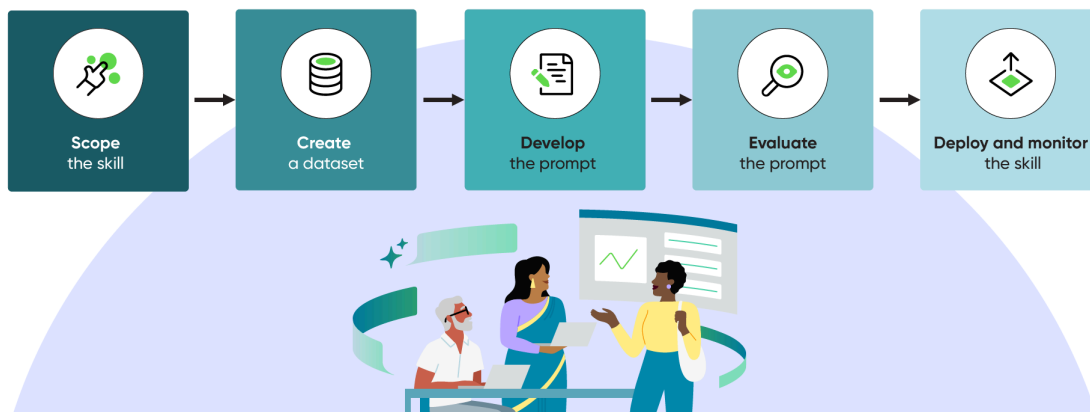 Scope
the skill
Create
a dataset
Develop
the prompt
Evaluate
the prompt
Deploy and monitor
the skill